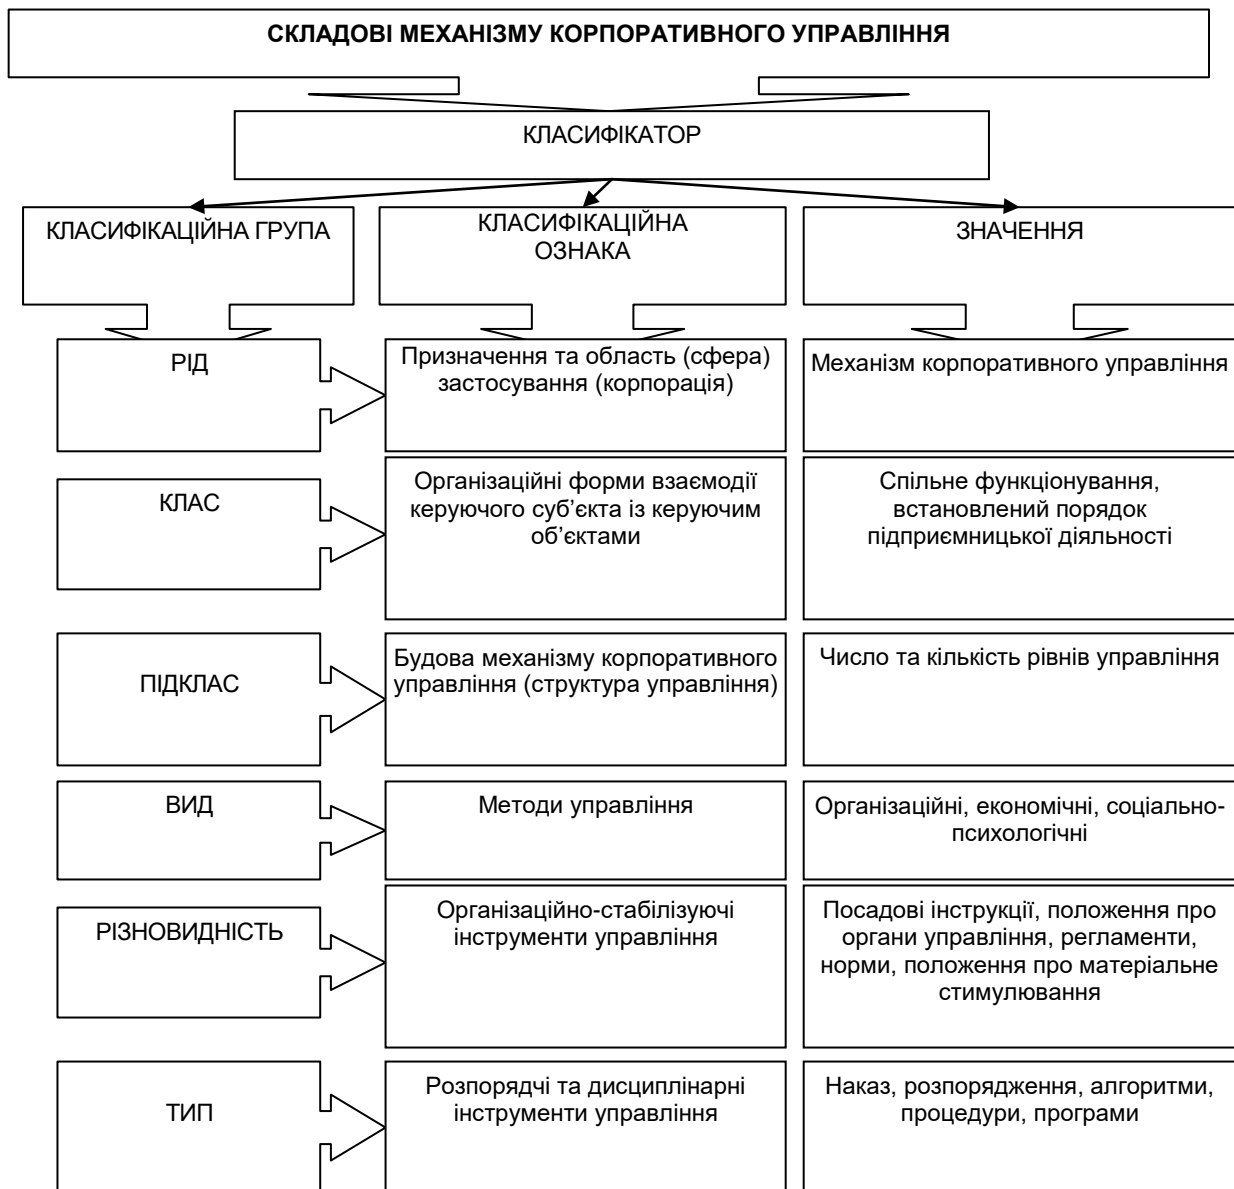 СКЛАДОВІ МЕХАНІЗМУ КОРПОРАТИВНОГО УПРАВЛІННЯ
КЛАСИФІКАТОР
КЛАСИФІКАЦІЙНА ГРУПА
КЛАСИФІКАЦІЙНА
ОЗНАКА
ЗНАЧЕННЯ
РІД
Призначення та область (сфера)
застосування (корпорація)
Механізм корпоративного управління
КЛАС
Організаційні форми взаємодії
керуючого суб’єкта із керуючим
об’єктами
Спільне функціонування,
встановлений порядок
підприємницької діяльності
ПІДКЛАС
Будова механізму корпоративного
управління (структура управління)
Число та кількість рівнів управління
ВИД
Методи управління
Організаційні, економічні, соціально-
психологічні
РІЗНОВИДНІСТЬ
Організаційно-стабілізуючі
інструменти управління
Посадові інструкції, положення про
органи управління, регламенти,
норми, положення про матеріальне
стимулювання
ТИП
Розпорядчі та дисциплінарні
інструменти управління
Наказ, розпорядження, алгоритми,
процедури, програми